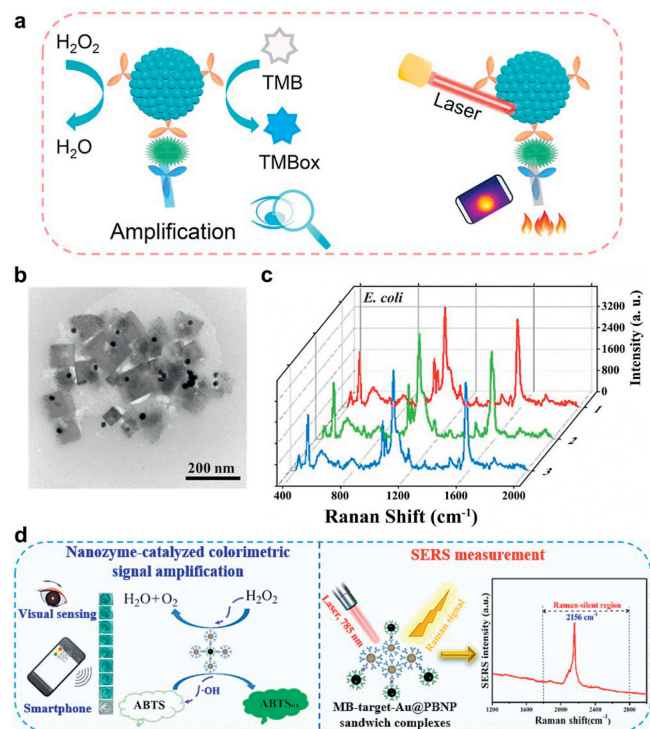 a
H₂O₂
H₂O
TMB
TMBox
Amplification
Laser
b
200 nm
c
E. coli
3200
2400
1600
800
0
Intensity (a. u.)
1
2
3
400
800
1200
1600
2000
Ranan Shift (cm⁻¹)
d
Nanozyme-catalyzed colorimetric
signal amplification
Visual sensing
Smartphone
H₂O+O₂
H₂O₂
·OH
ABTS
ABTSox
SERS measurement
Laser, 785 nm
Raman signal
MB-target-Au@PBNP
sandwich complexes
SERS intensity (a.u.)
Raman-silent region
2156 cm⁻¹
1200
1600
2000
2400
2800
Raman shift(cm⁻¹)